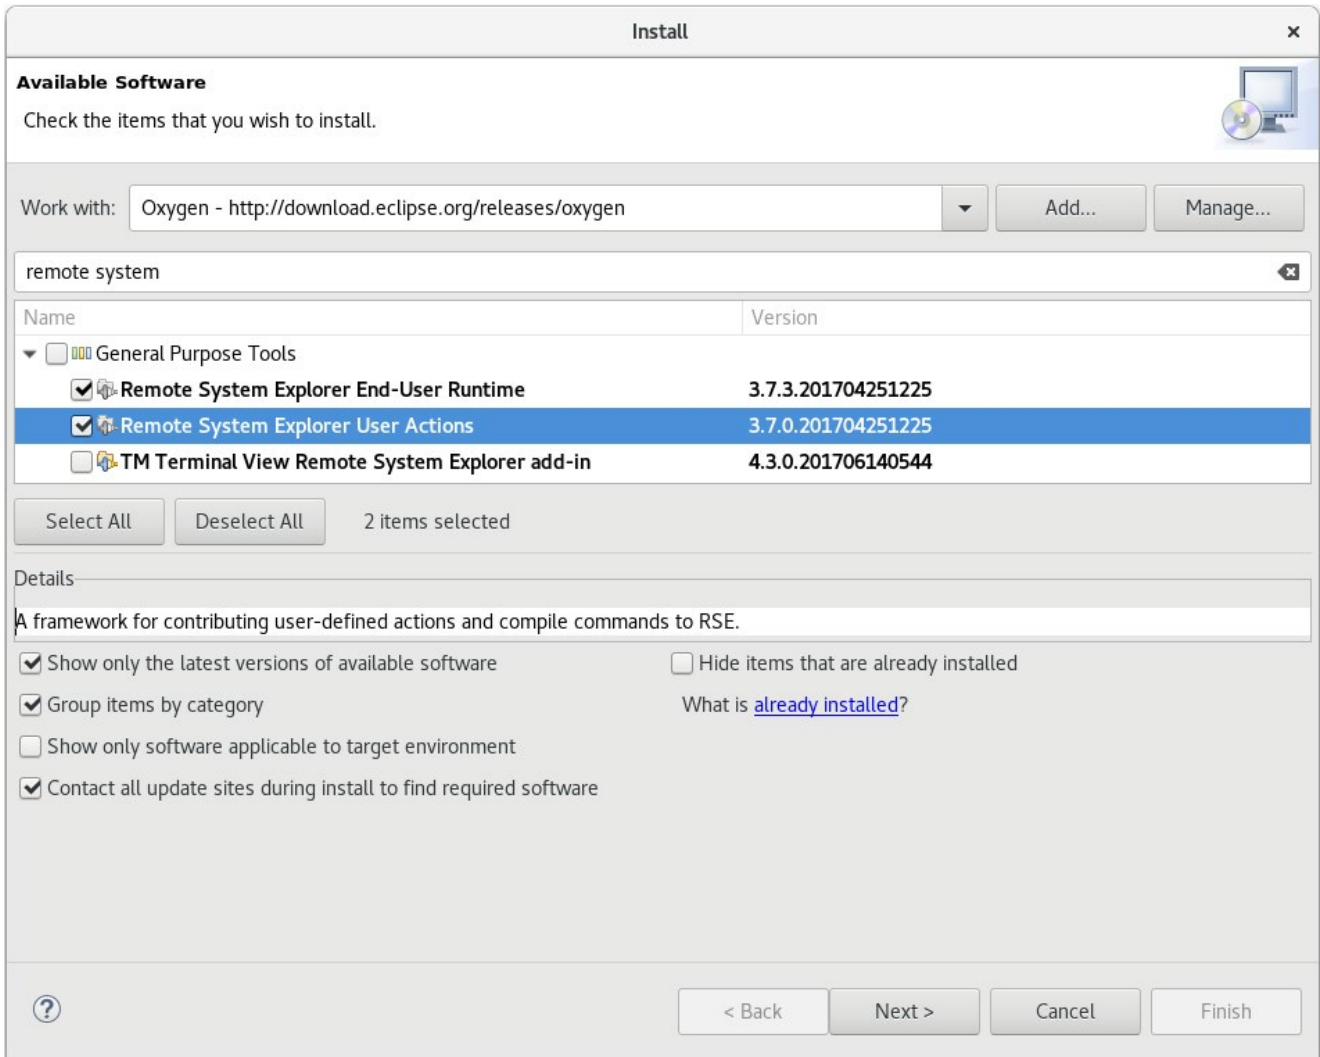 Install
Available Software
Check the items that you wish to install.
Work with: Oxygen - http://download.eclipse.org/releases/oxygen Add... Manage...
remote system
Name Version
General Purpose Tools
Remote System Explorer End-User Runtime 3.7.3.201704251225
Remote System Explorer User Actions 3.7.0.201704251225
TM Terminal View Remote System Explorer add-in 4.3.0.201706140544
Select All Deselect All 2 items selected
Details
A framework for contributing user-defined actions and compile commands to RSE.
Show only the latest versions of available software Hide items that are already installed
Group items by category What is already installed?
Show only software applicable to target environment
Contact all update sites during install to find required software
? < Back Next > Cancel Finish